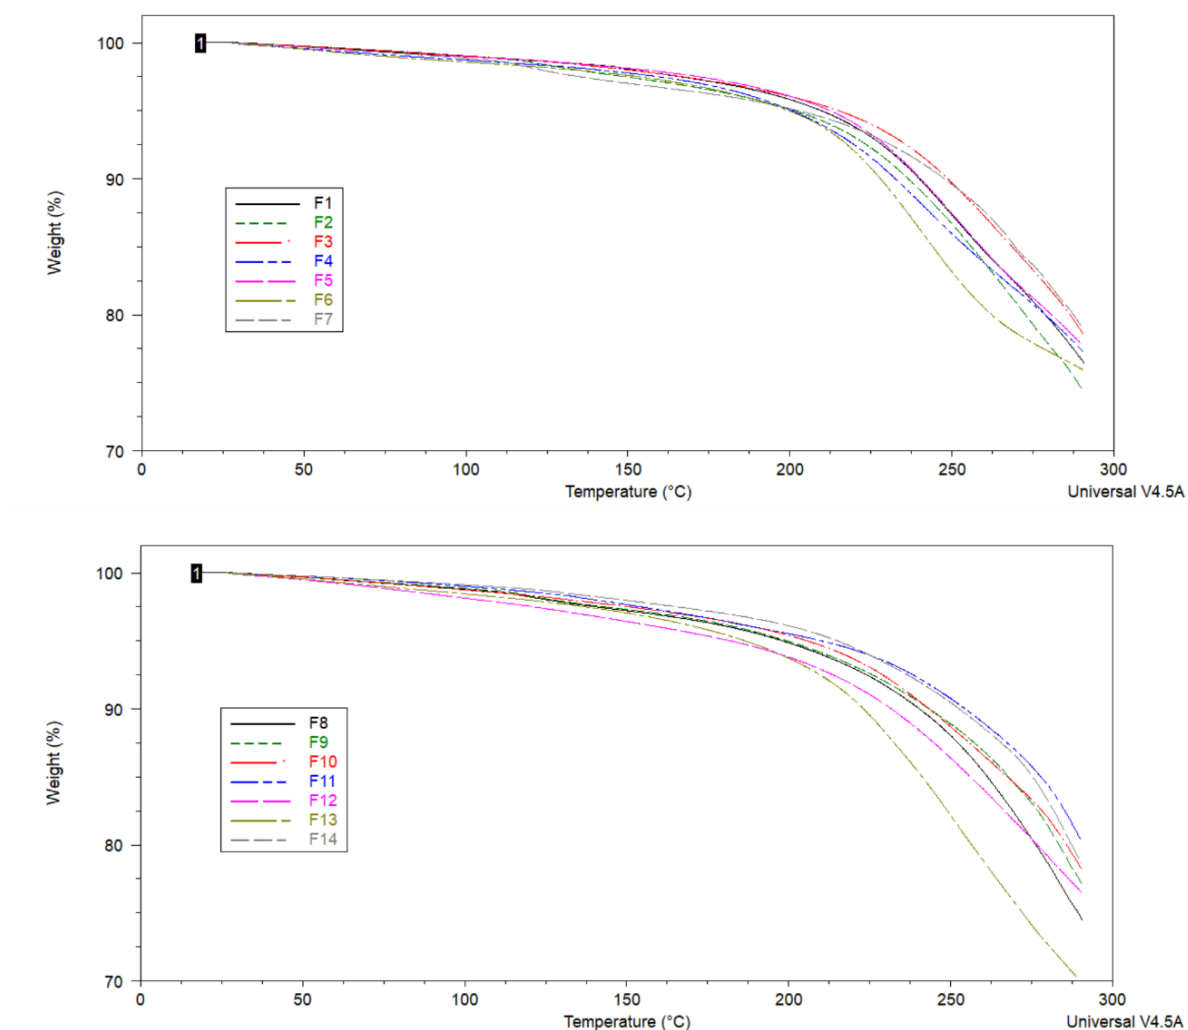 1
100
90
80
70
Weight (%)
F1
F2
F3
F4
F5
F6
F7
0
50
100
150
200
250
300
Temperature (°C)
Universal V4.5A
1
100
90
80
70
Weight (%)
F8
F9
F10
F11
F12
F13
F14
0
50
100
150
200
250
300
Temperature (°C)
Universal V4.5A